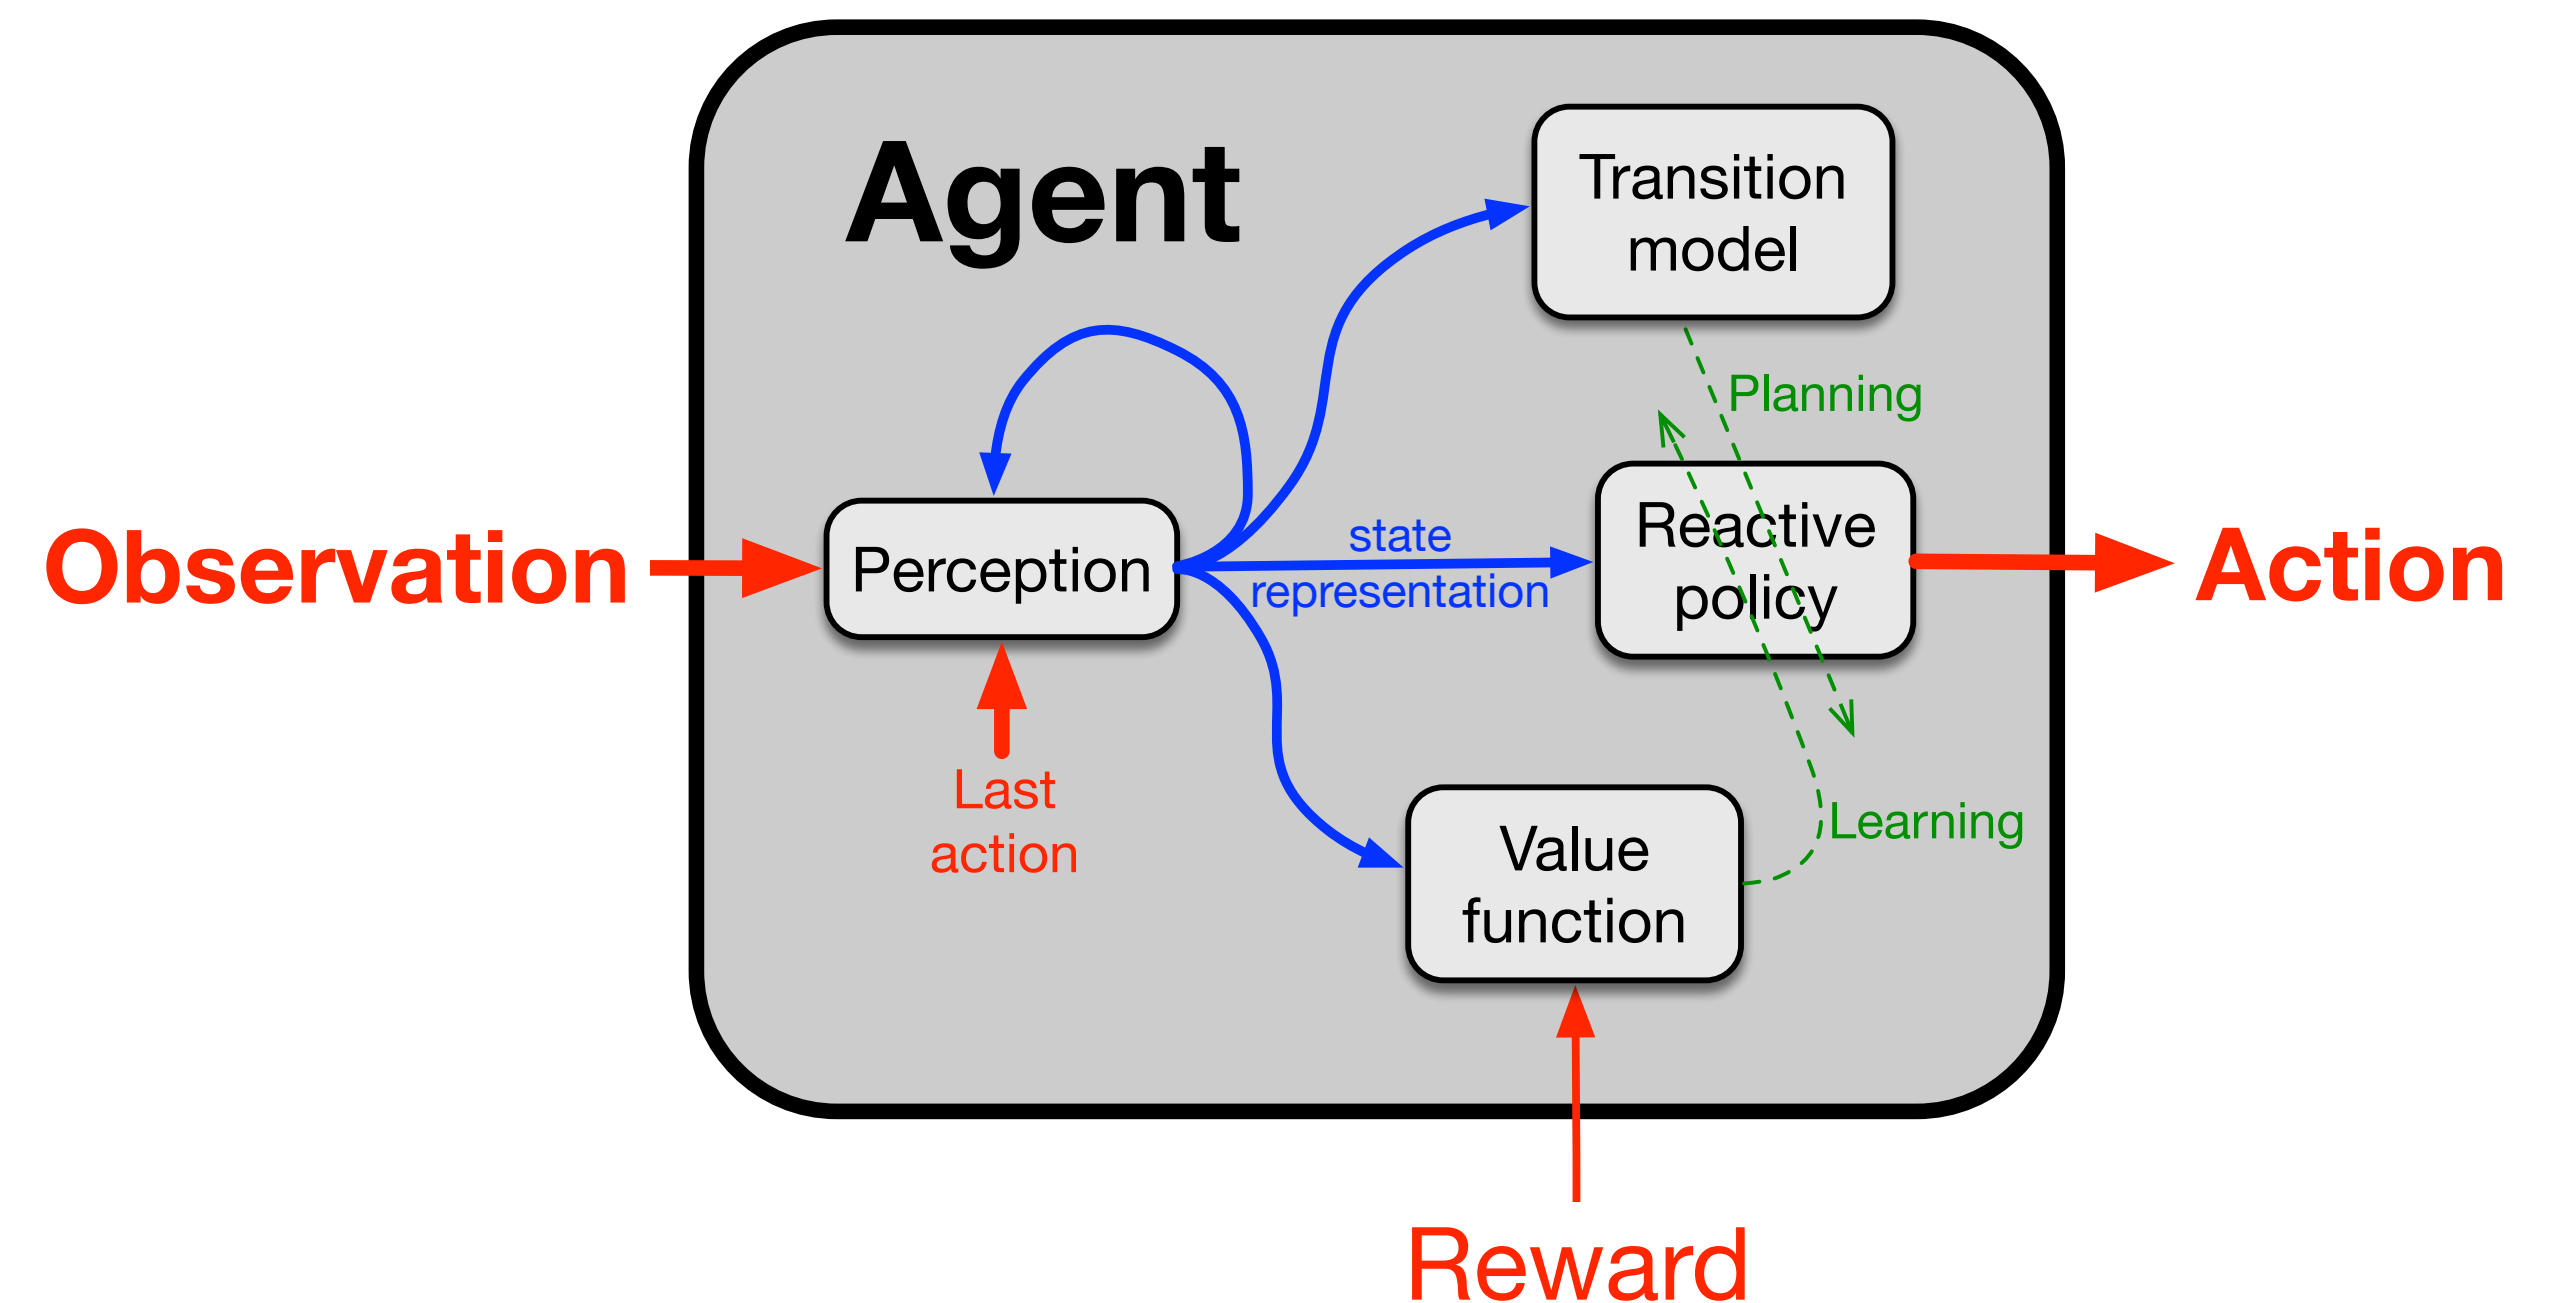 Agent
Transition
model
Planning
Observation
Perception
state
representation
Reactive
policy
Action
Last
action
Value
function
Learning
Reward